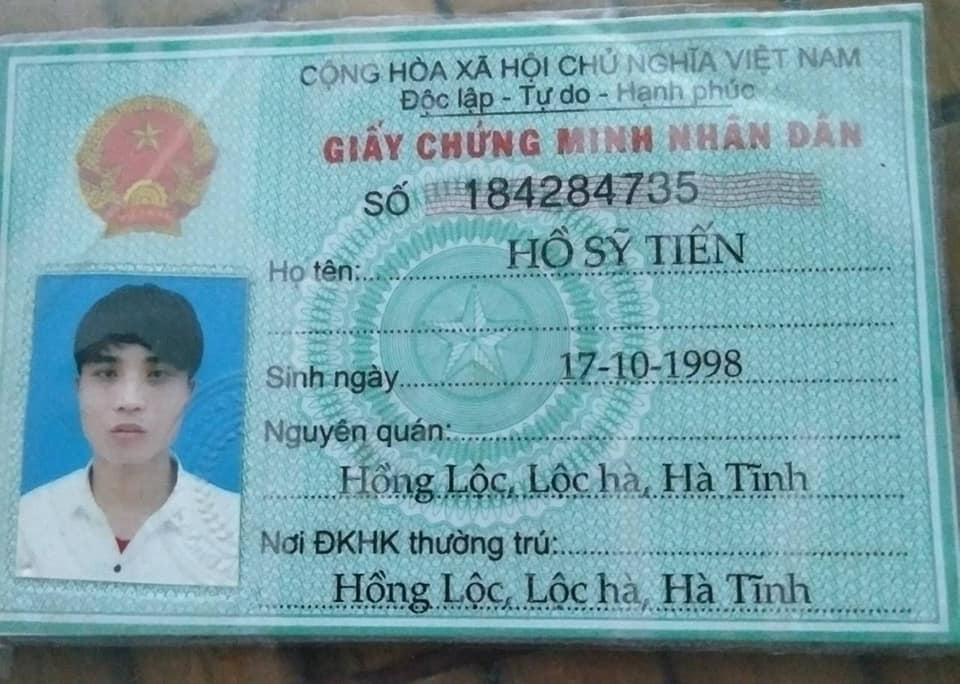 CỘNG HÒA XÃ HỘI CHỦ NGHĨA VIỆT NAM
Độc lập - Tự do - Hạnh phúc
GIẤY CHỨNG MINH NHÂN DÂN
SỐ 184284735
Họ tên: HỒ SỸ TIẾN
Sinh ngày 17-10-1998
Nguyên quán:
Hồng Lộc, Lộc hà, Hà Tĩnh
Nơi ĐKHK thường trú:
Hồng Lộc, Lộc hà, Hà Tĩnh